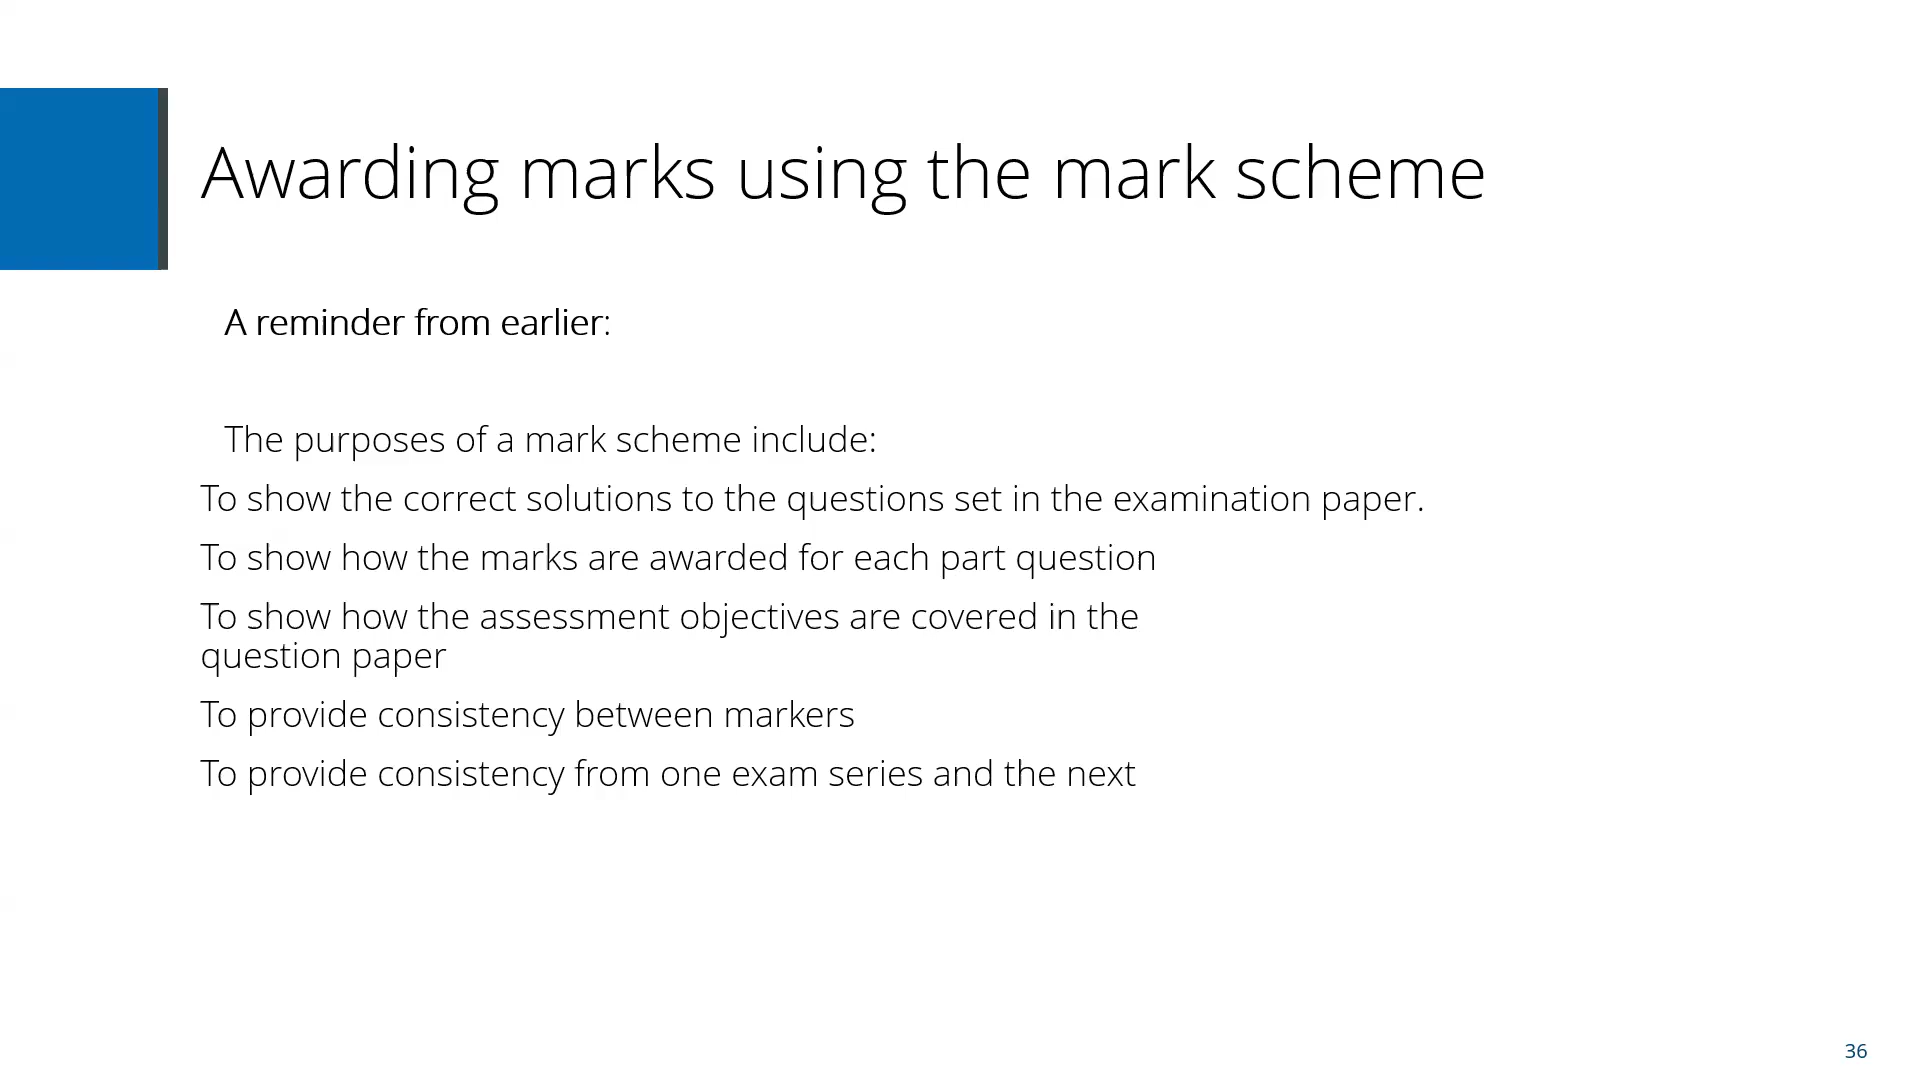 Awarding marks using the mark scheme
A reminder from earlier:
The purposes of a mark scheme include:
To show the correct solutions to the questions set in the examination paper.
To show how the marks are awarded for each part question
To show how the assessment objectives are covered in the
question paper
To provide consistency between markers
To provide consistency from one exam series and the next
36